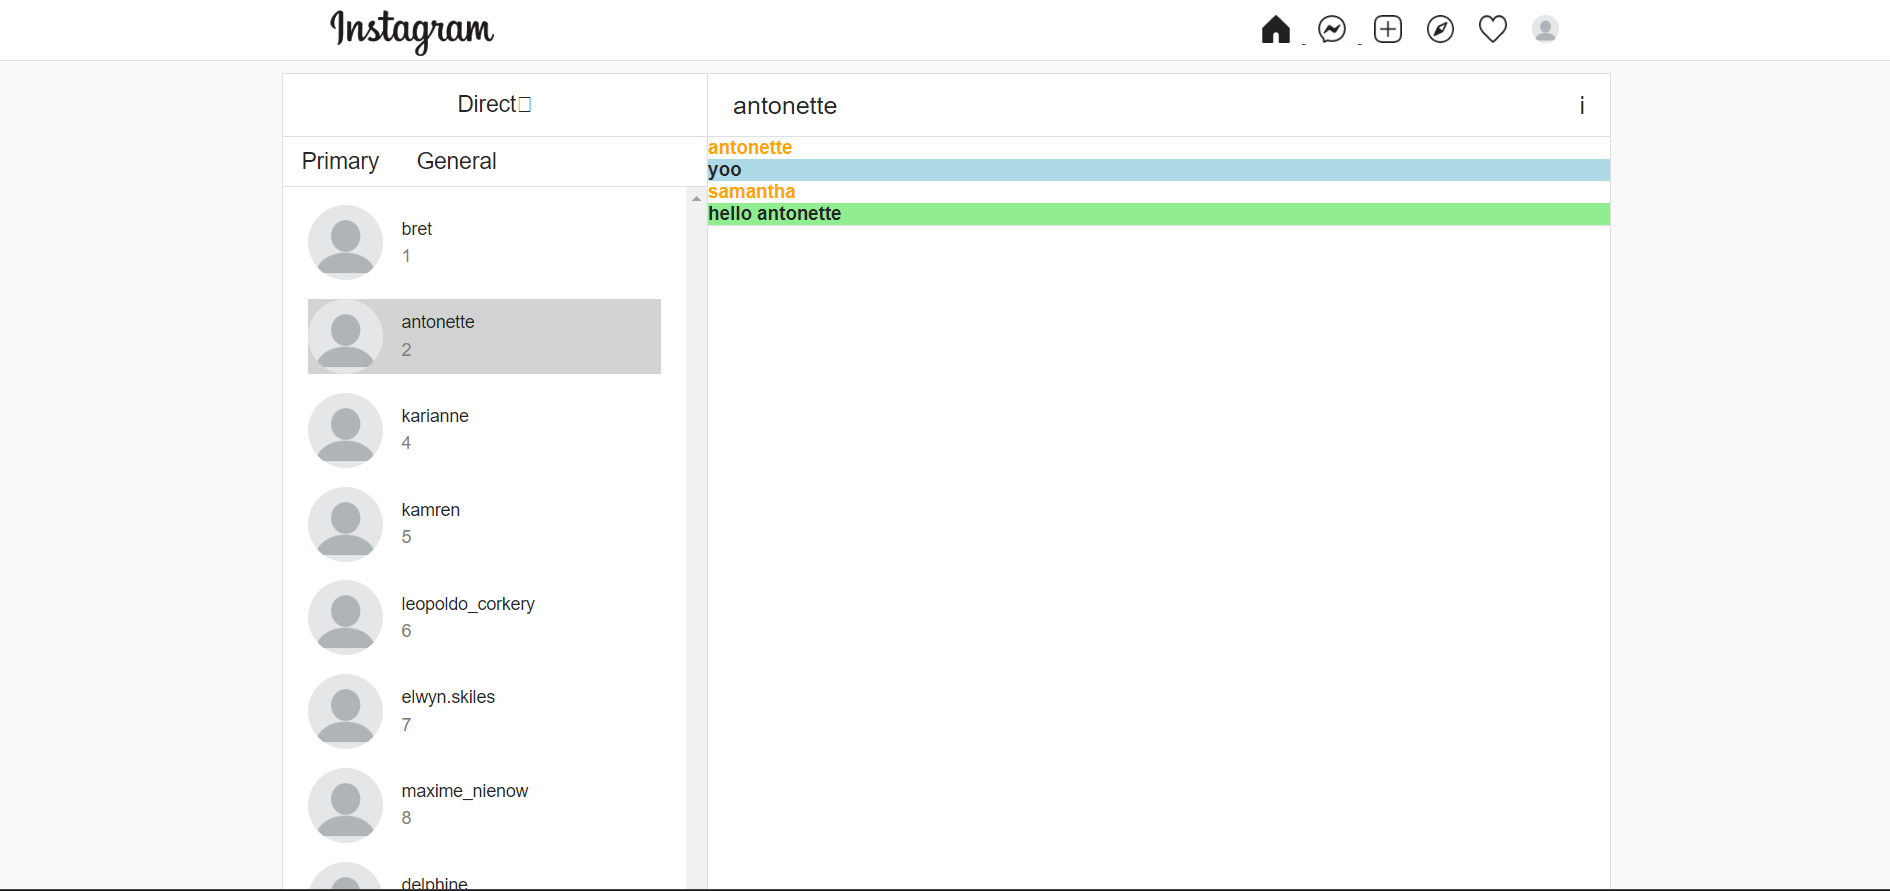 Instagram
Direct
antonette
i
Primary
General
antonette
yoo
samantha
hello antonette
bret
1
antonette
2
karianne
4
kamren
5
leopoldo_corkery
6
elwyn.skiles
7
maxime_nienow
8
delphine